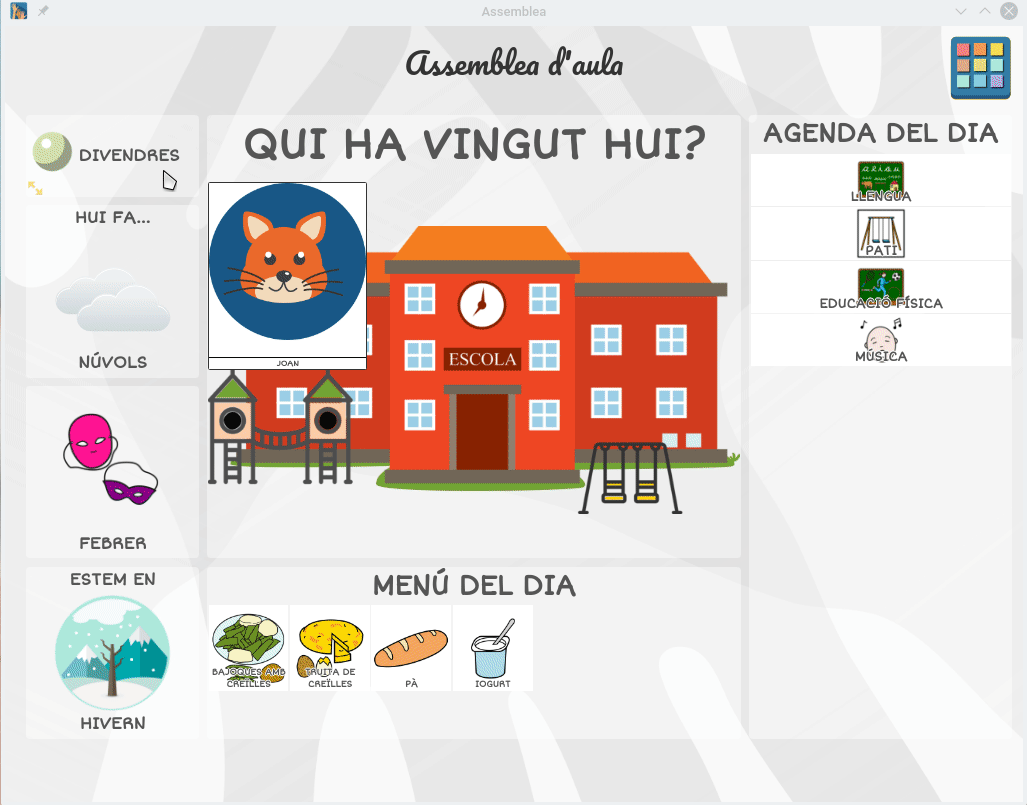 Assemblea
Assemblea d'aula
DIVENDRES
HUI FA...
NÚVOLS
FEBRER
ESTEM EN
HIVERN
QUI HA VINGUT HUI?
JOAN
ESCOLA
MENÚ DEL DIA
BAJOQUES AMB
CREÏLLES
TRUITA DE
CREÏLLES
PÀ
IOGURT
AGENDA DEL DIA
LLENGUA
PATI
EDUCACIÓ FÍSICA
MÚSICA